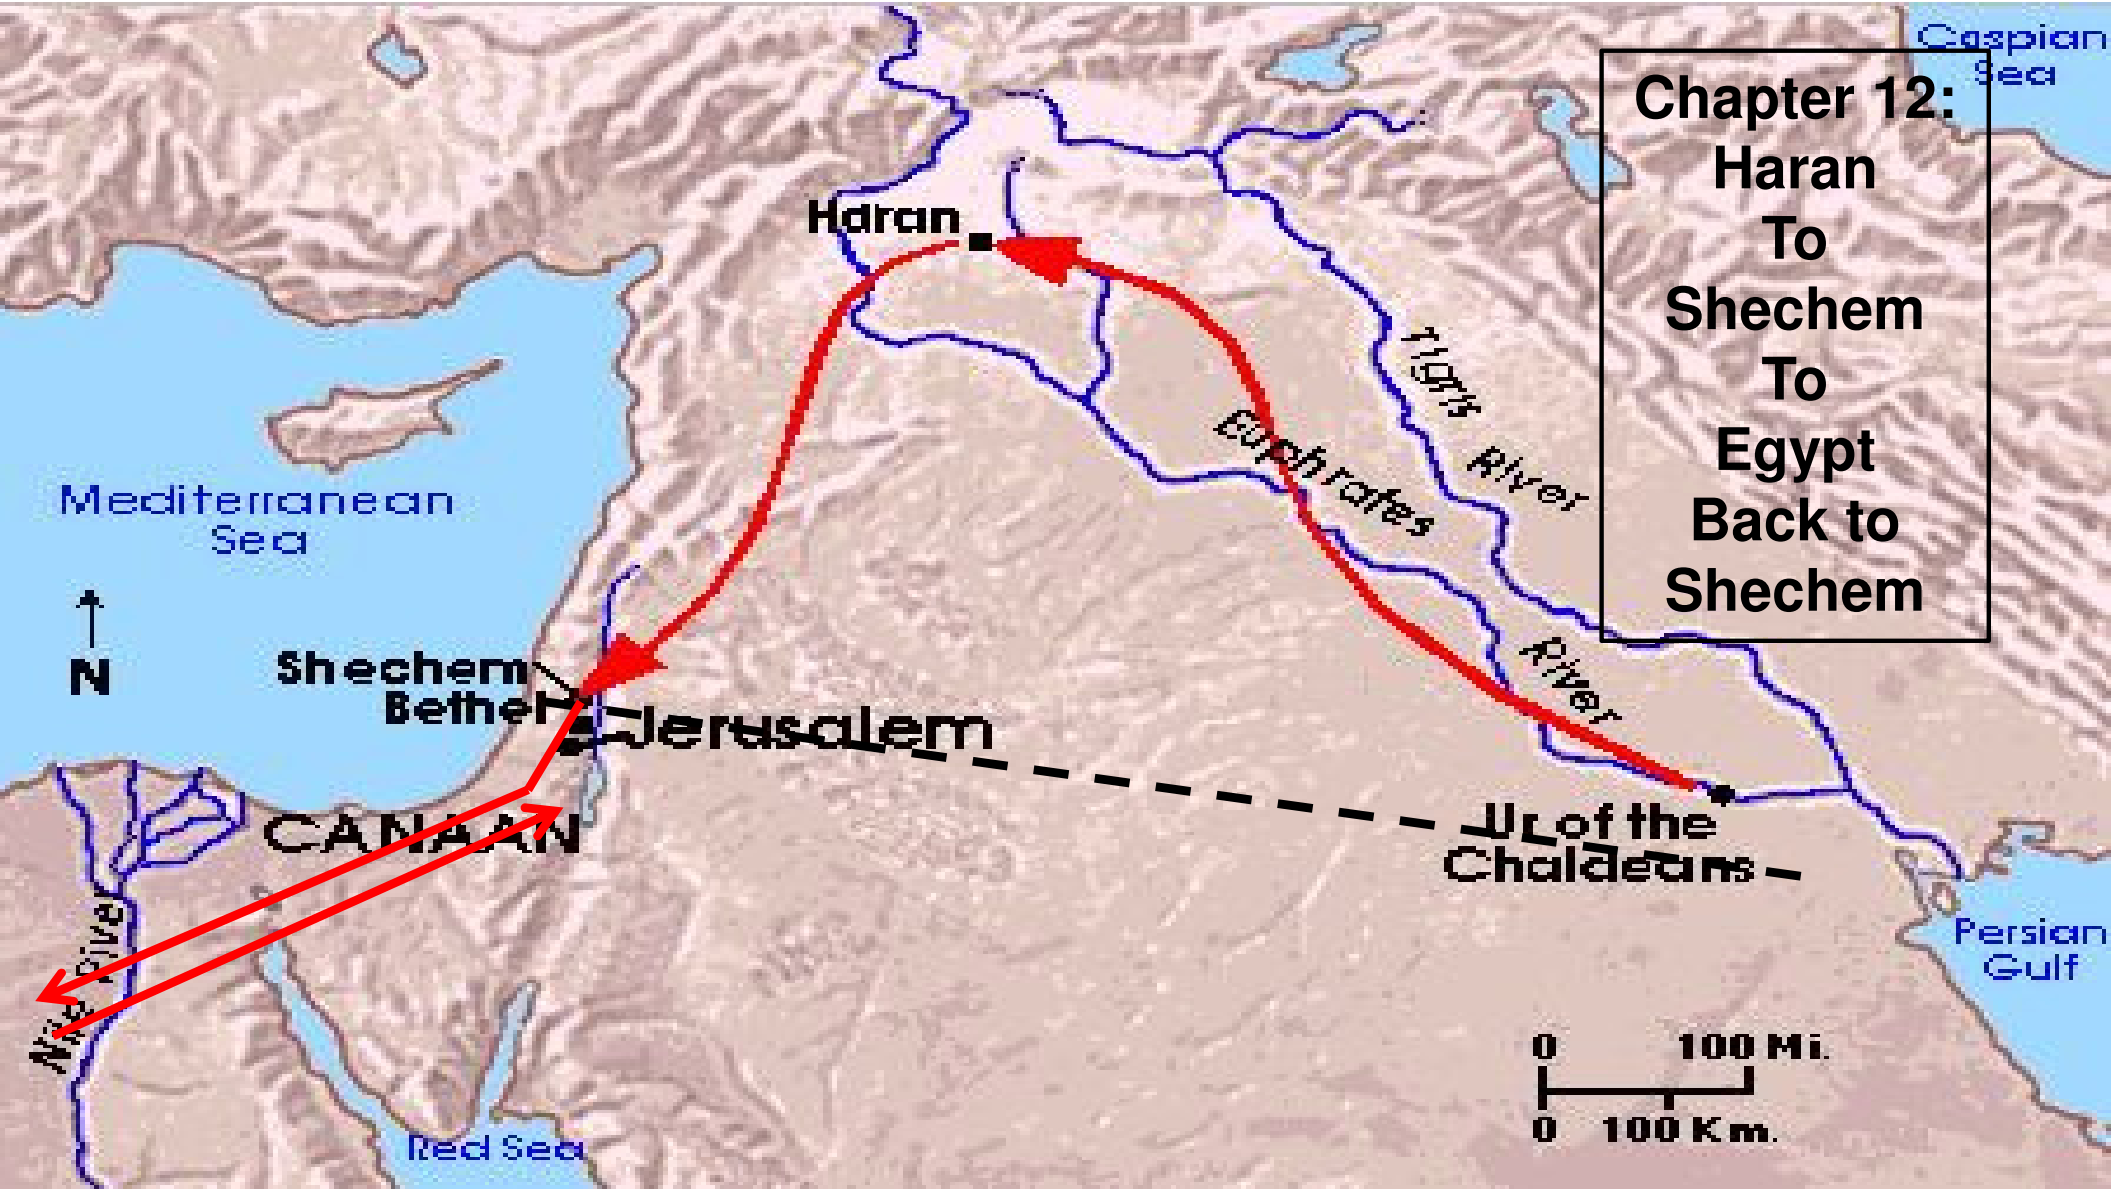 Caspian
Sea
Chapter 12:
Haran
To
Shechem
To
Egypt
Back to
Shechem
Haran
Tigris
River
Euphrates
River
Mediterranean
Sea
N
Shechem
Bethel
Jerusalem
CANAAN
Ur of the
Chaldeans
Nile River
Persian
Gulf
Red Sea
0 100 Mi.
0 100 Km.